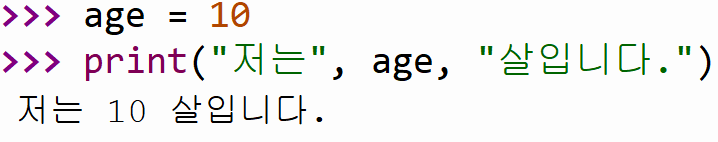 >>> age = 10
>>> print("저는", age, "살입니다.")
저는 10 살입니다.